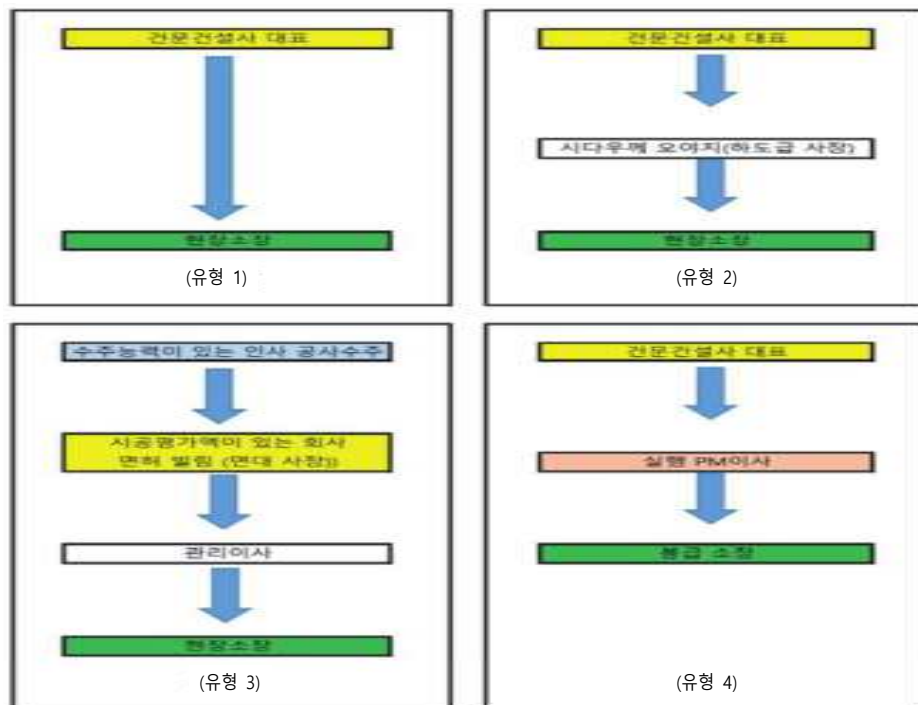 전문건설사 대표
현장소장
(유형 1)
전문건설사 대표
시다우께 오야지(하도급 사장)
현장소장
(유형 2)
수주능력이 있는 인사 공사수주
시공평가액이 있는 회사
면허 빌림 (면대 사장))
관리이사
현장소장
(유형 3)
전문건설사 대표
실행 PM이사
봉급 소장
(유형 4)